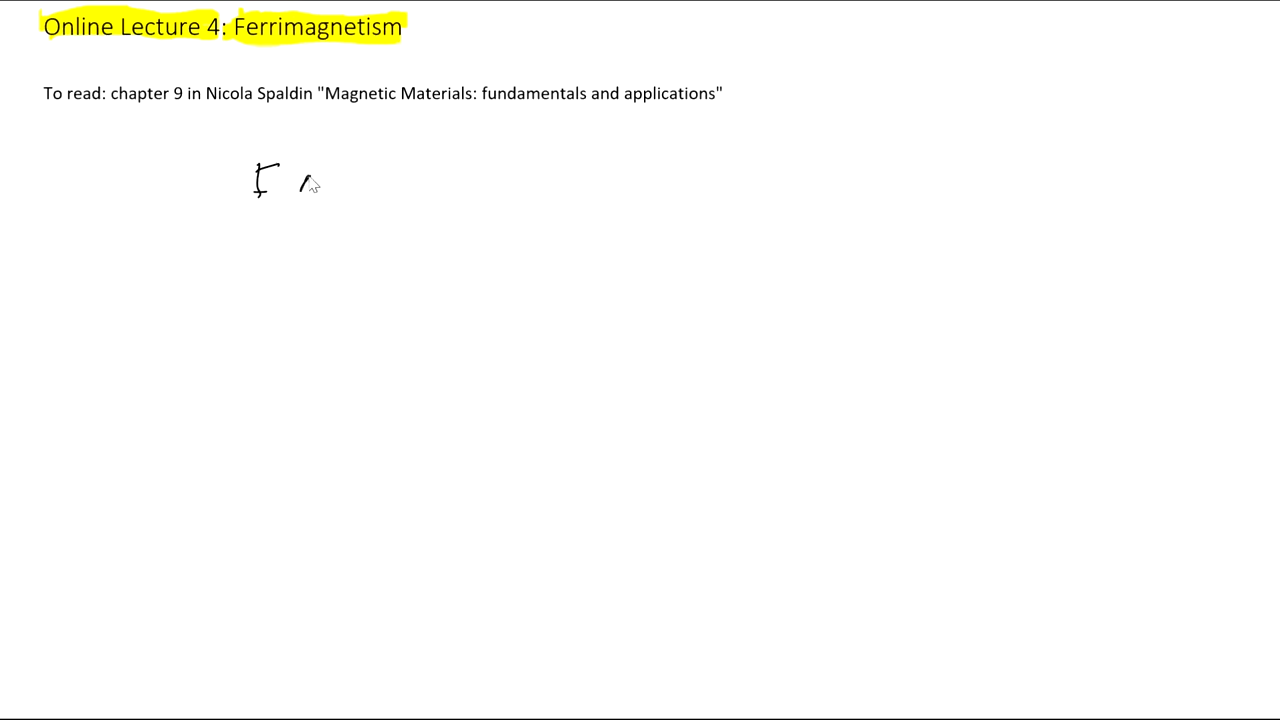 Online Lecture 4: Ferrimagnetism
To read: chapter 9 in Nicola Spaldin "Magnetic Materials: fundamentals and applications"